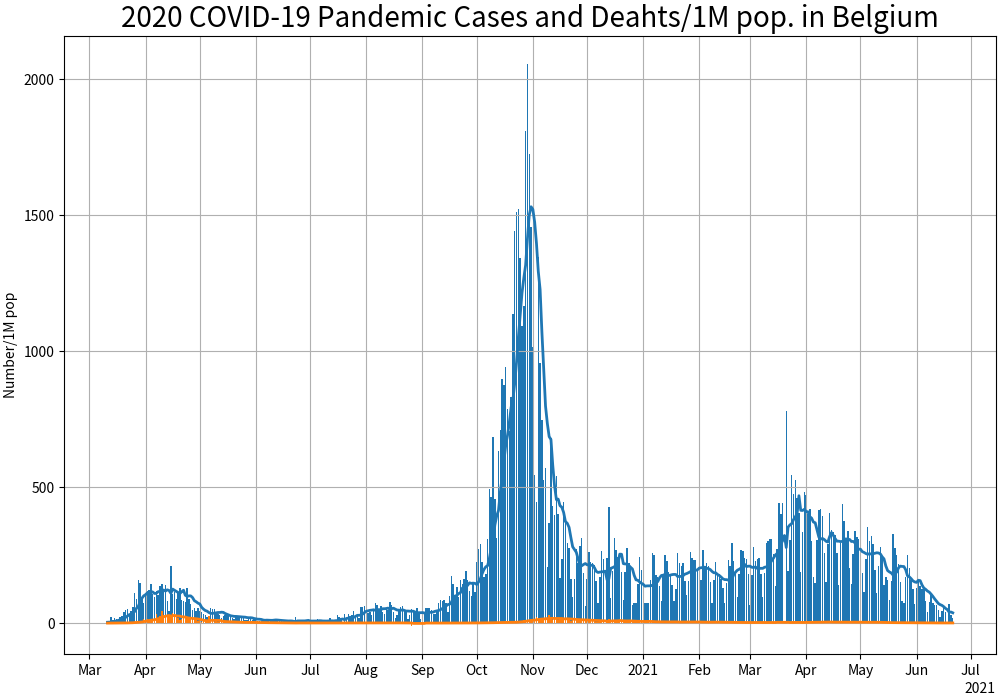 2020 COVID-19 Pandemic Cases and Deahts/1M pop. in Belgium
Number/1M pop
2000
1500
1000
500
0
Mar Apr May Jun Jul Aug Sep Oct Nov Dec 2021 Feb Mar Apr May Jun Jul
2021